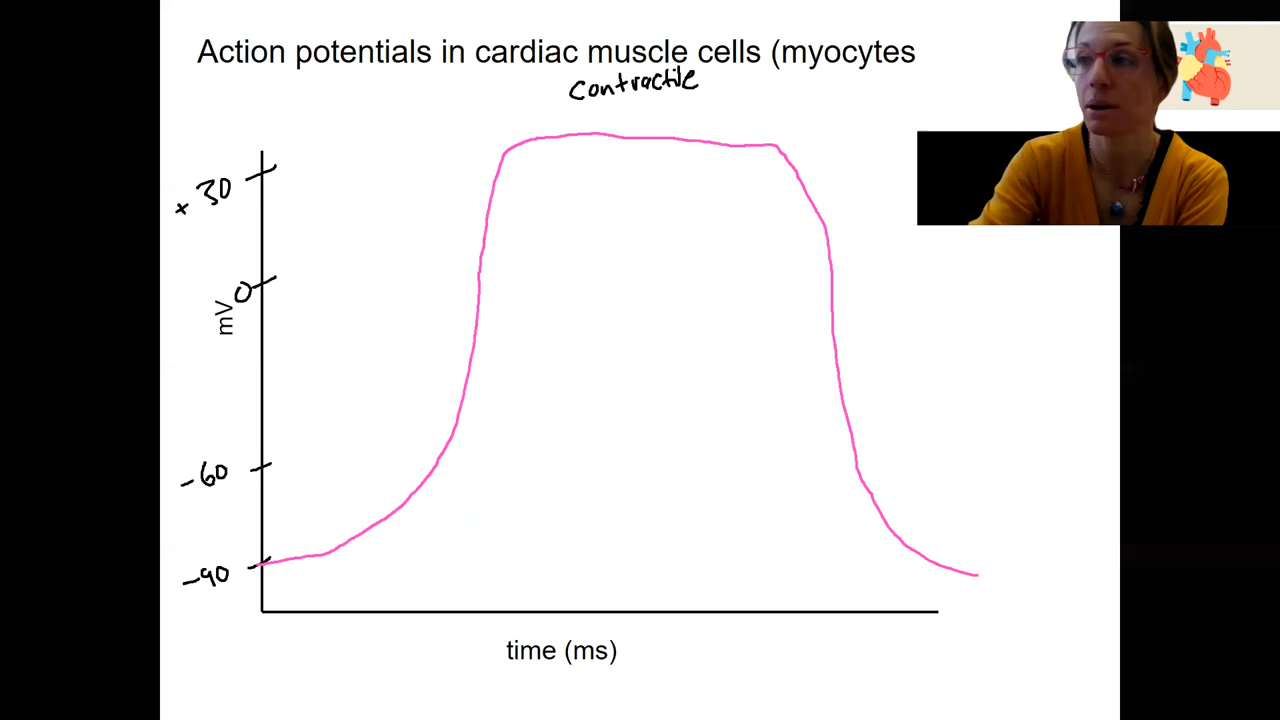 Action potentials in cardiac muscle cells (myocytes
contractile
+ 30
0
mV
-60
-90
time (ms)